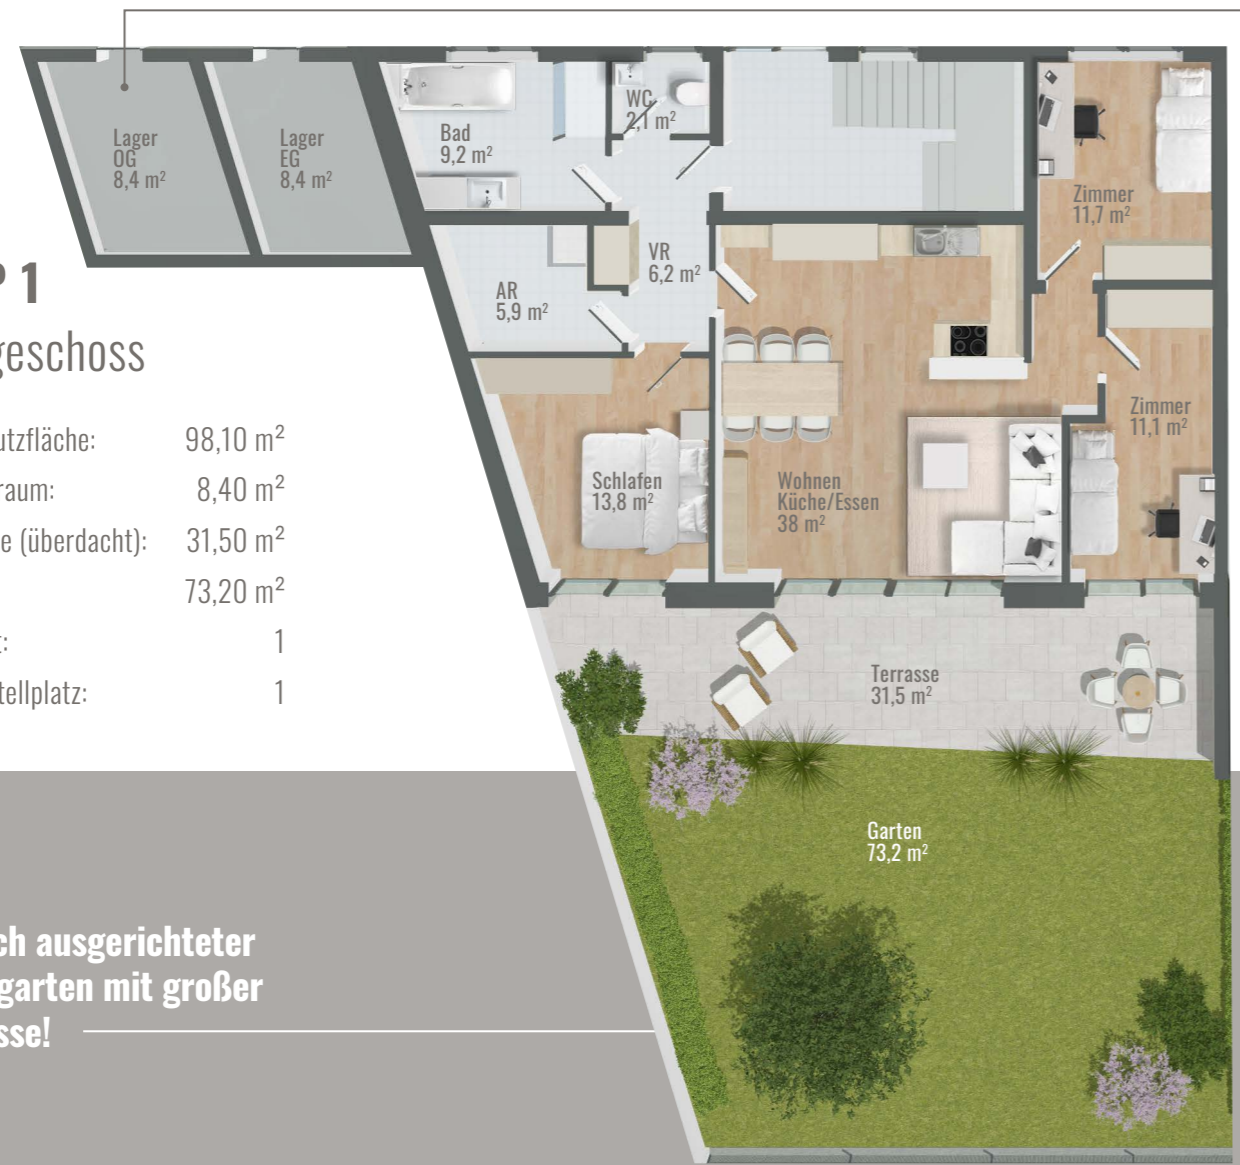 P 1
geschoss
utzfläche: 98,10 m²
raum: 8,40 m²
e (überdacht): 31,50 m²
73,20 m²
t: 1
tellplatz: 1
ch ausgerichteter
garten mit großer
sse!
Lager
OG
8,4 m²
Lager
EG
8,4 m²
Bad
9,2 m²
WC
2,1 m²
VR
6,2 m²
AR
5,9 m²
Zimmer
11,7 m²
Zimmer
11,1 m²
Schlafen
13,8 m²
Wohnen
Küche/Essen
38 m²
Terrasse
31,5 m²
Garten
73,2 m²